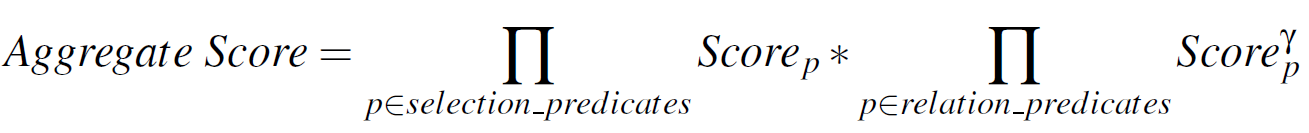 Aggregate Score = ∏ Score_p * ∏ Score_p^γ
p∈selection_predicates p∈relation_predicates